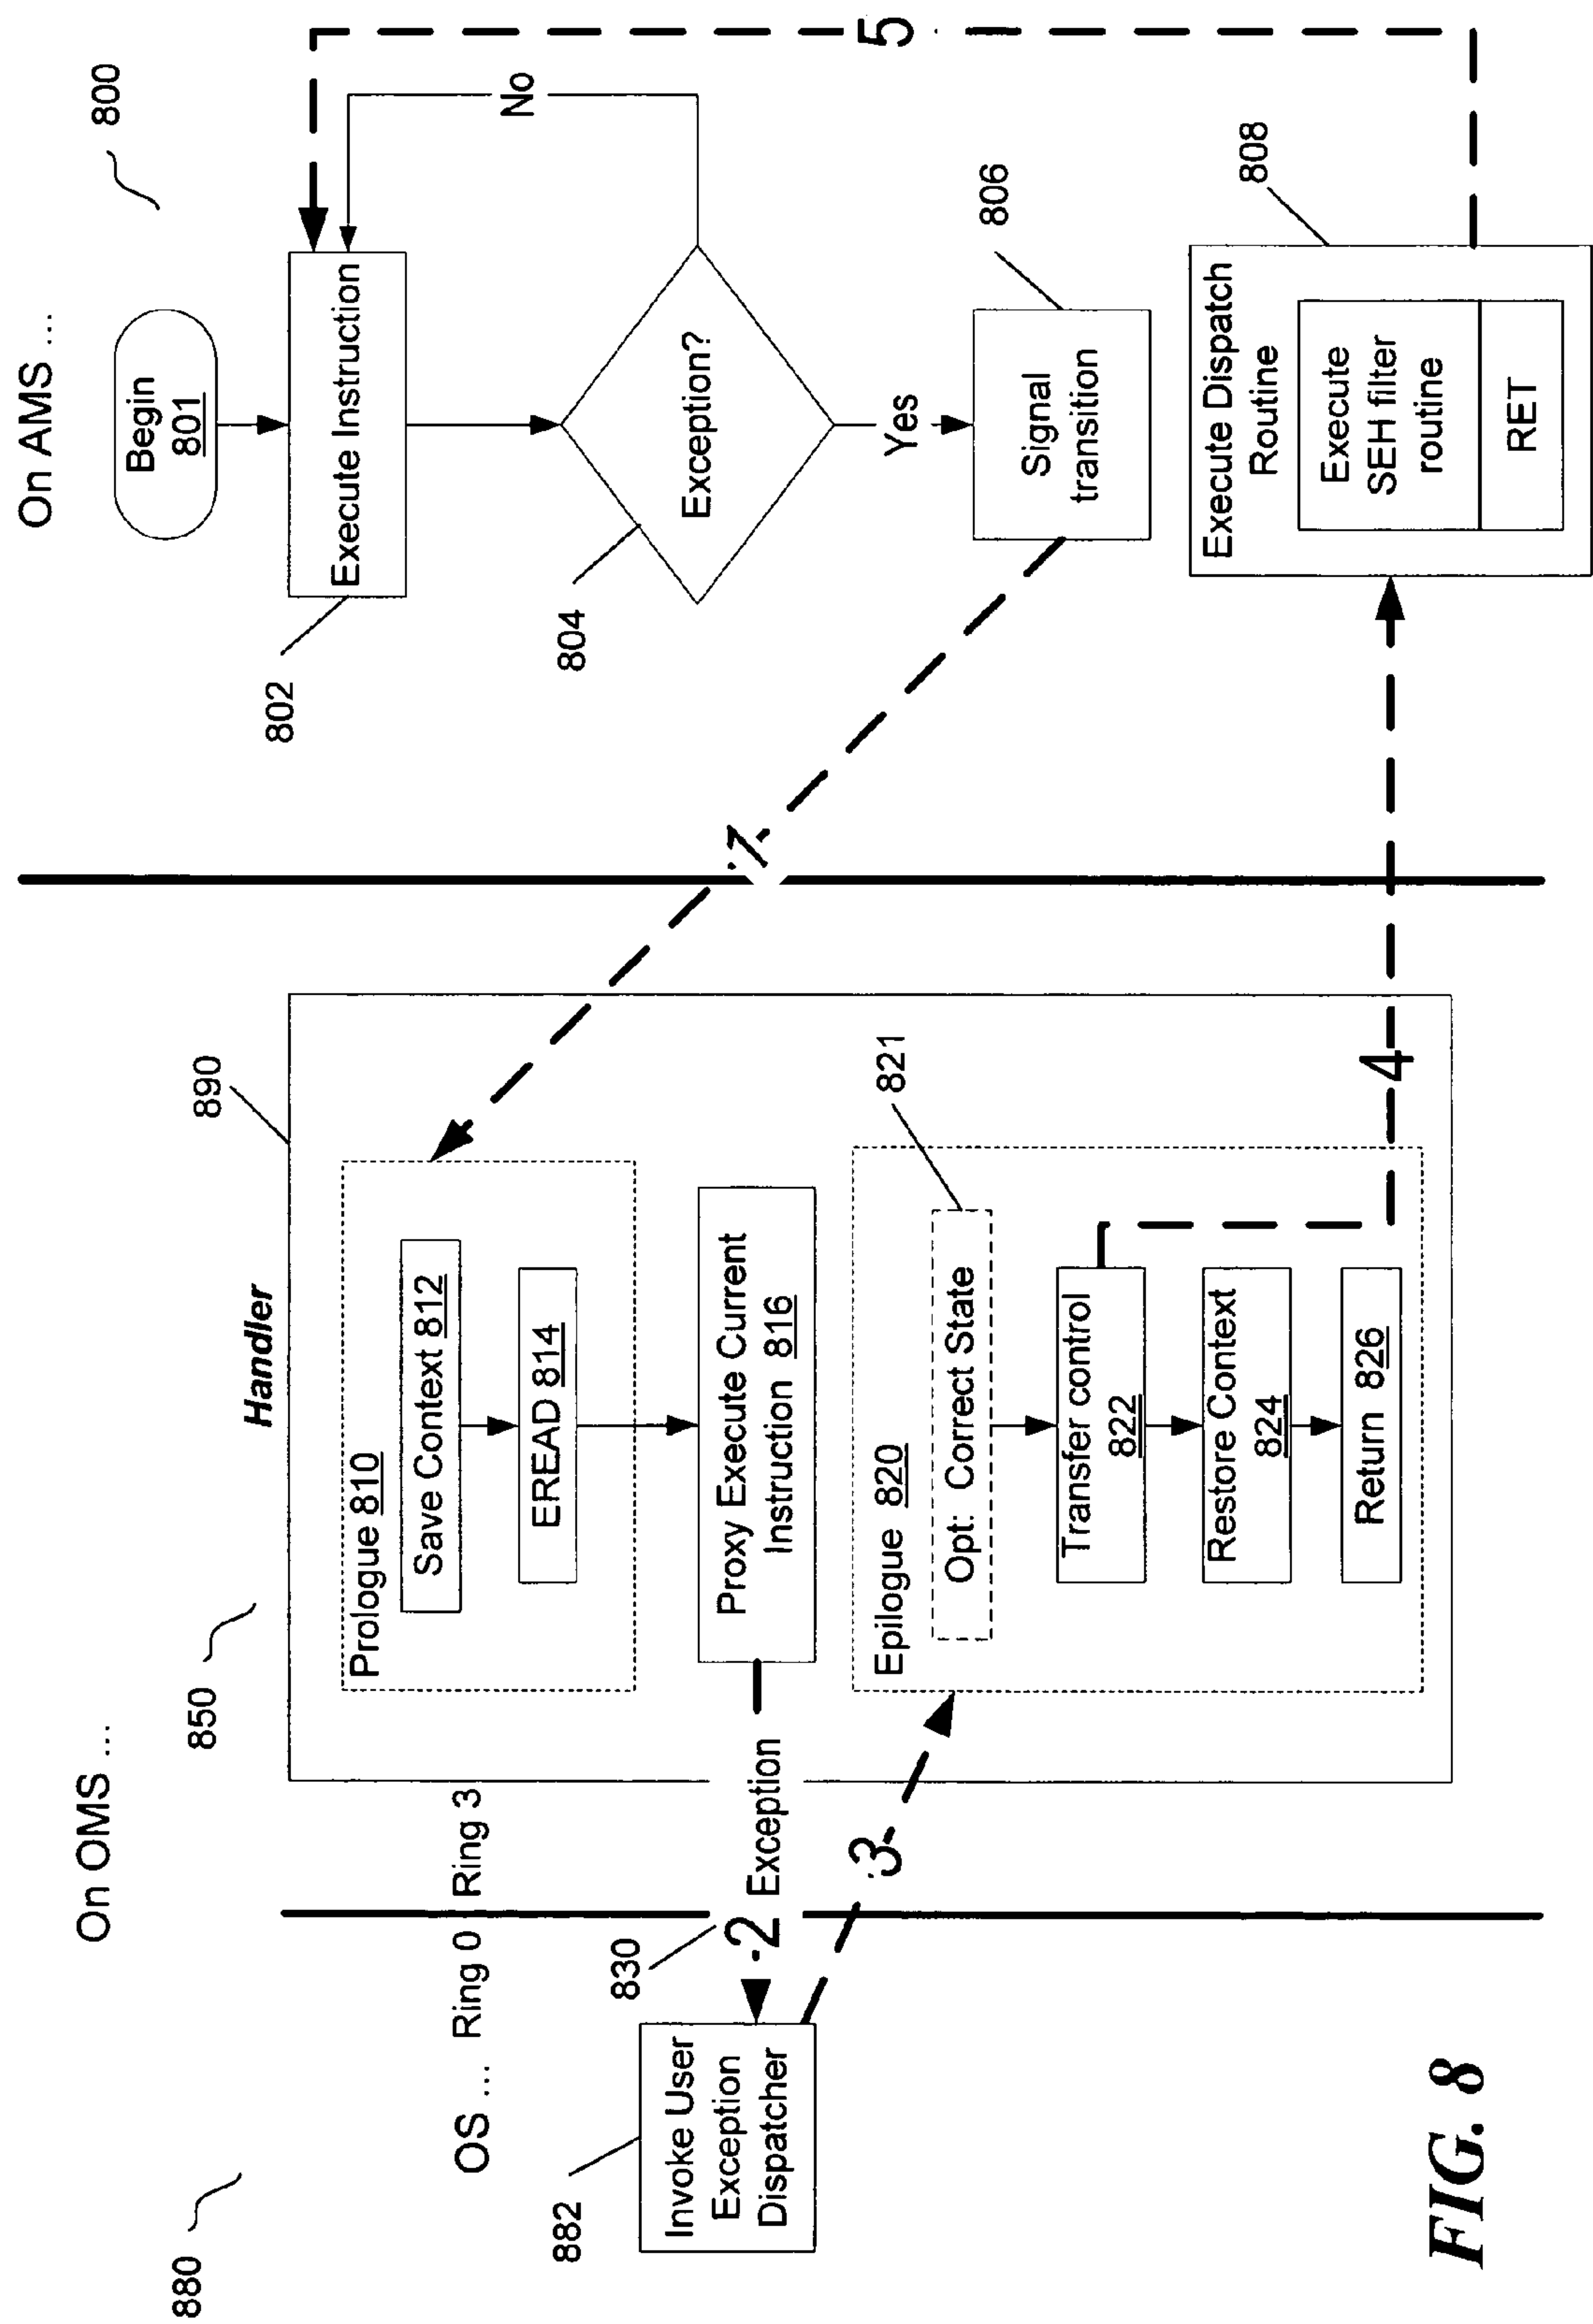 On OMS ...
On AMS ...
880
OS ... Ring 0
Ring 3
850
Handler
890
Prologue 810
Save Context 812
EREAD 814
Proxy Execute Current
Instruction 816
Epilogue 820
Opt: Correct State
821
Transfer control
822
Restore Context
824
Return 826
882
Invoke User
Exception
Dispatcher
830
2
Exception
3
1
4
800
Begin
801
Execute Instruction
802
No
Exception?
804
Yes
Signal
transition
806
Execute Dispatch
Routine
808
Execute
SEH filter
routine
RET
5
FIG. 8